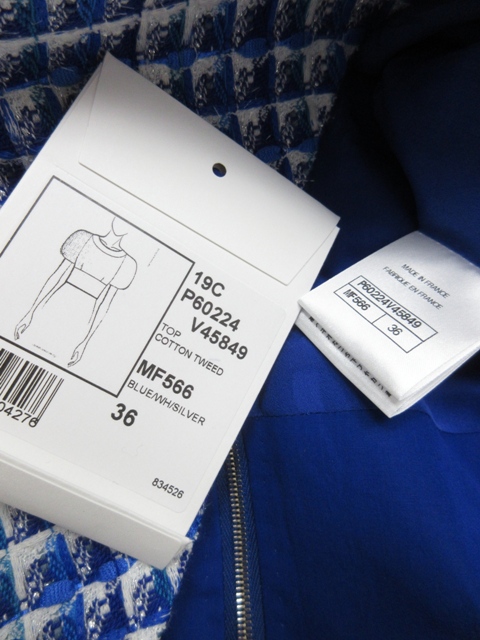 19C
P60224
V45849
TOP
COTTON TWEED
MF566
BLUE/WH/SILVER
36
04276
834526
MADE IN FRANCE
FABRIQUE EN FRANCE
P60224V45849
MF566 36